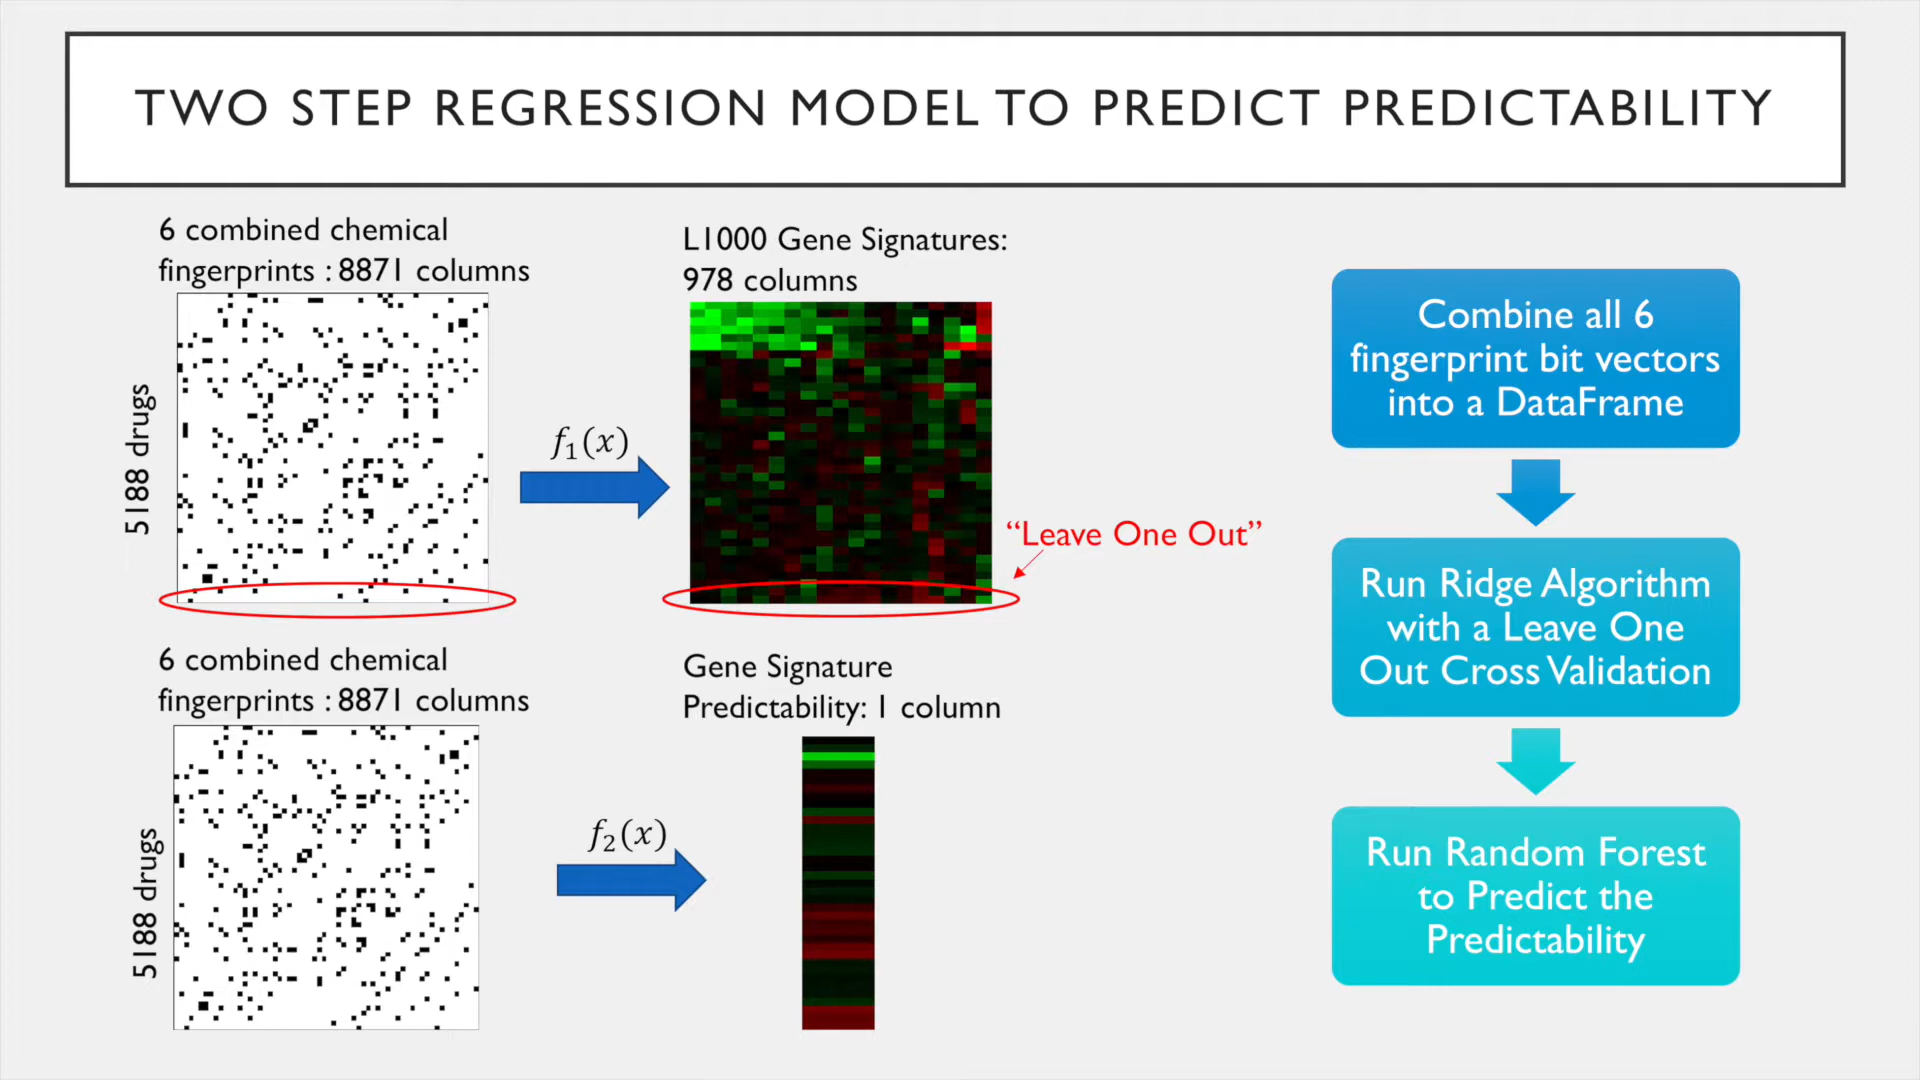 TWO STEP REGRESSION MODEL TO PREDICT PREDICTABILITY
6 combined chemical
fingerprints : 8871 columns
5188 drugs
f₁(x)
L1000 Gene Signatures:
978 columns
“Leave One Out”
6 combined chemical
fingerprints : 8871 columns
5188 drugs
f₂(x)
Gene Signature
Predictability: 1 column
Combine all 6
fingerprint bit vectors
into a DataFrame
Run Ridge Algorithm
with a Leave One
Out Cross Validation
Run Random Forest
to Predict the
Predictability